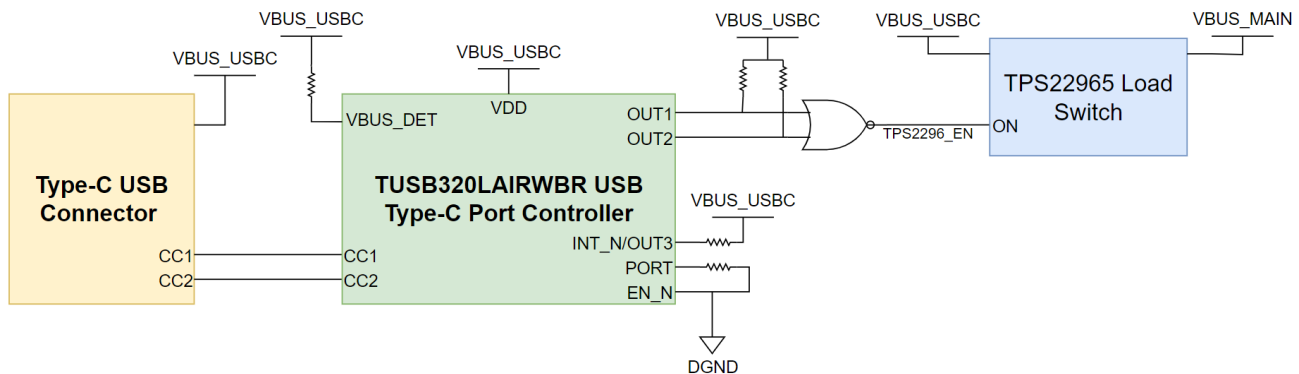 VBUS_USBC
VBUS_USBC
VBUS_USBC
VBUS_USBC
VBUS_USBC
VBUS_MAIN
VDD
VBUS_DET
OUT1
OUT2
TPS22965 Load
Switch
ON
TPS2296_EN
Type-C USB
Connector
TUSB320LAIRWBR USB
Type-C Port Controller
VBUS_USBC
INT_N/OUT3
PORT
EN_N
CC1
CC2
CC1
CC2
DGND